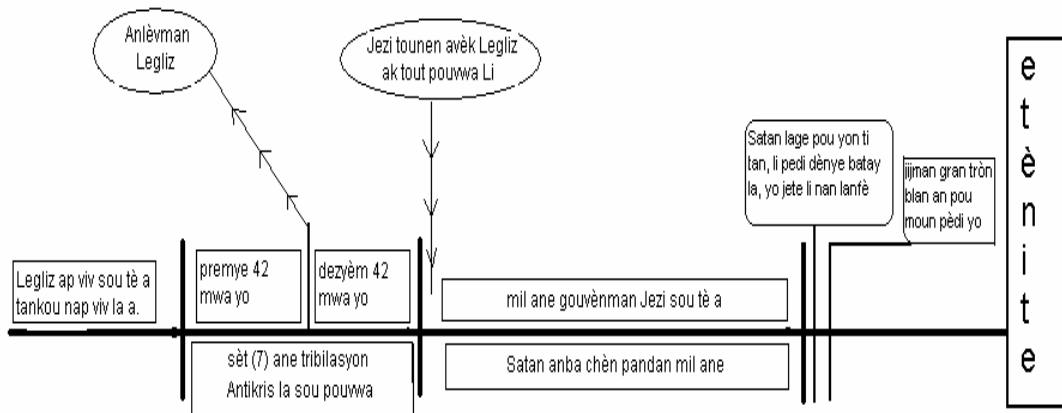 Anlèvman
Legliz
Jezi tounen avèk Legliz
ak tout pouvwa Li
Satan lage pou yon ti
tan, li pedi dènye batay
la, yo jete li nan lanfè
jijman gran tròn
blan an pou
moun pèdi yo
Legliz ap viv sou tè a
tankou nap viv la a.
premye 42
mwa yo
dezyèm 42
mwa yo
mil ane gouvènman Jezi sou tè a
sèt (7) ane tribilasyon
Antikris la sou pouvwa
Satan anba chèn pandan mil ane
etènite